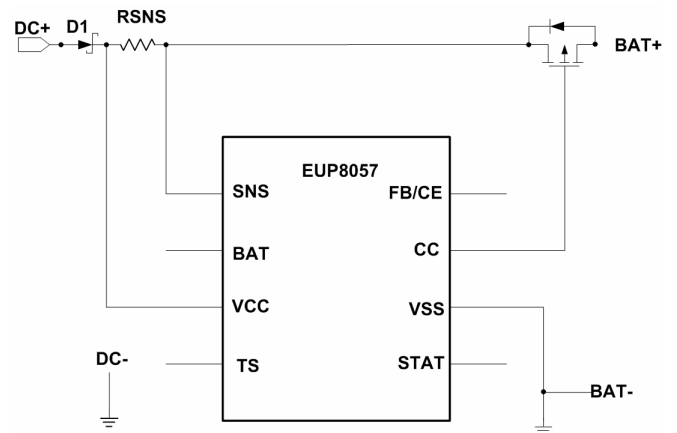 DC+ D1 RSNS BAT+
EUP8057
SNS FB/CE
BAT CC
VCC VSS
DC- TS STAT
BAT-